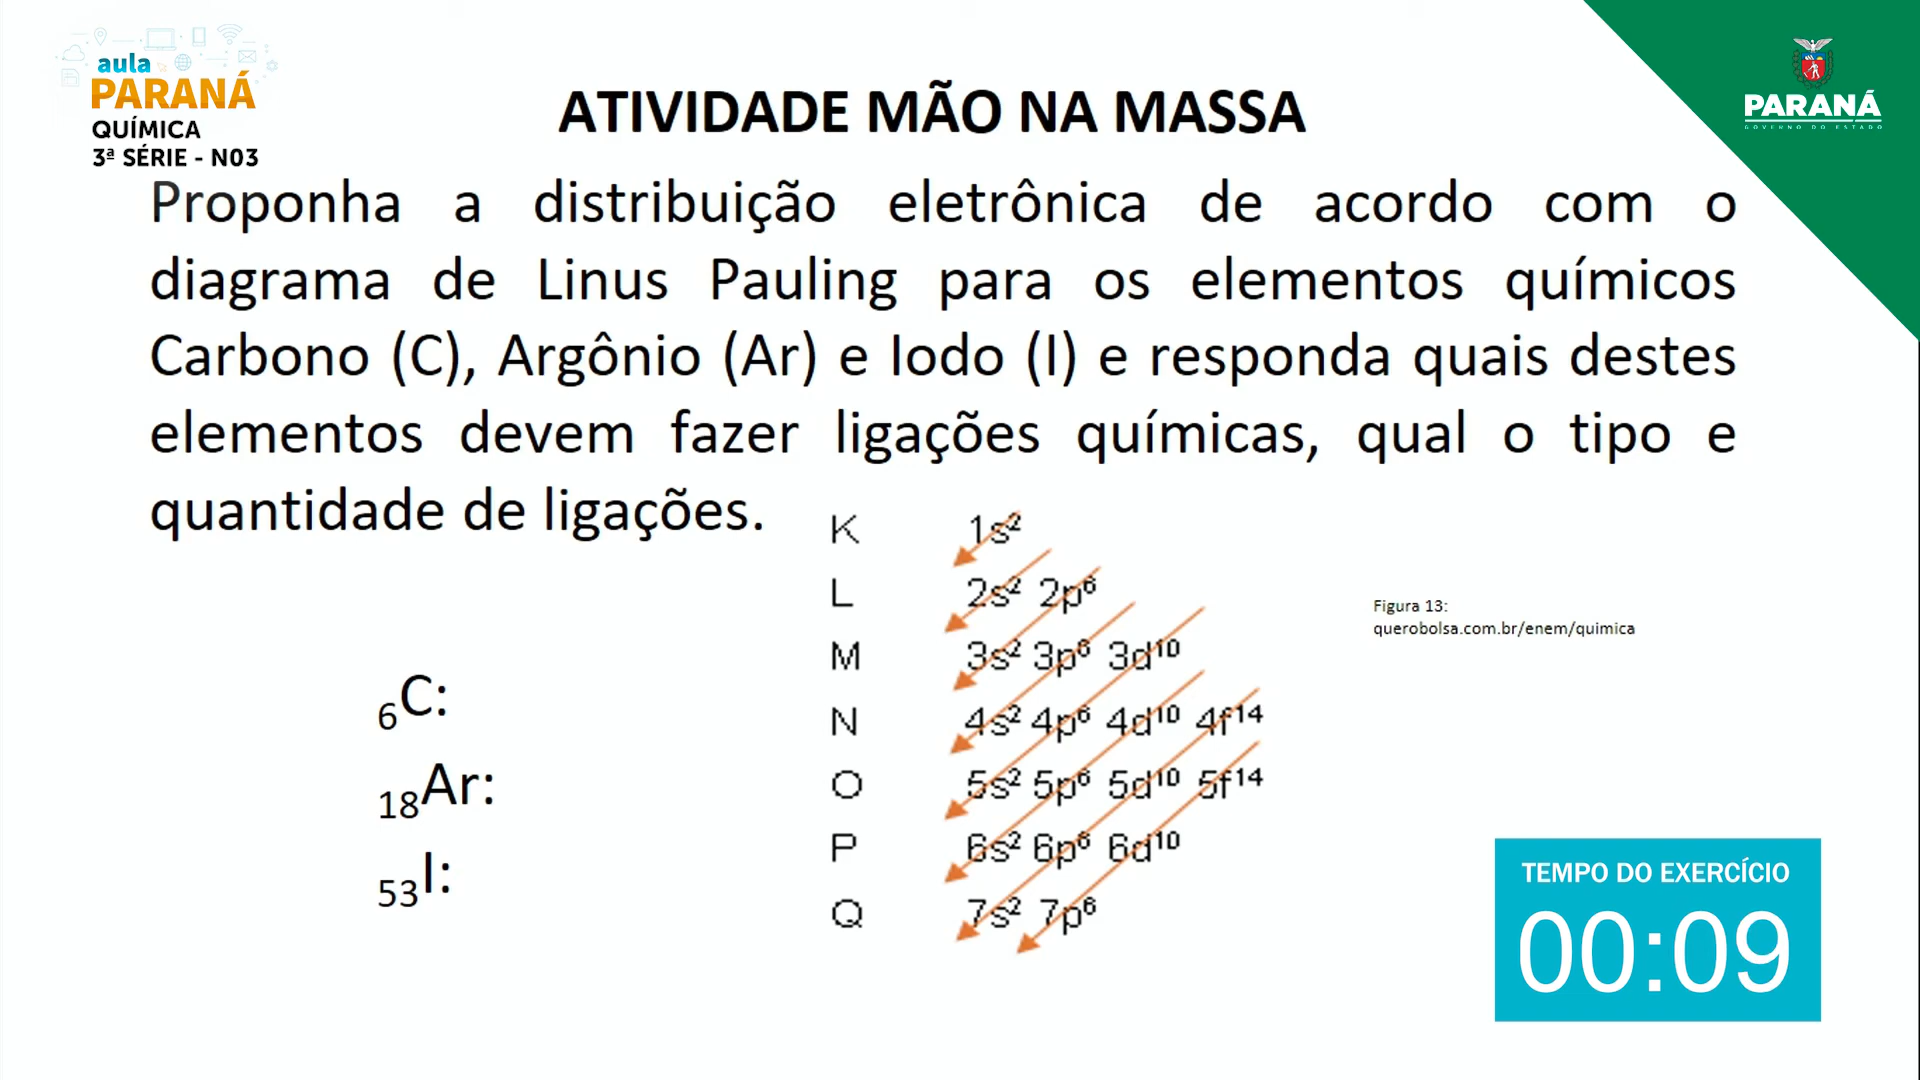 aula
PARANÁ
QUÍMICA
3ª SÉRIE - N03
PARANÁ
GOVERNO DO ESTADO
ATIVIDADE MÃO NA MASSA
Proponha a distribuição eletrônica de acordo com o
diagrama de Linus Pauling para os elementos químicos
Carbono (C), Argônio (Ar) e Iodo (I) e responda quais destes
elementos devem fazer ligações químicas, qual o tipo e
quantidade de ligações.
K 1s²
L 2s² 2p⁶
M 3s² 3p⁶ 3d¹⁰
N 4s² 4p⁶ 4d¹⁰ 4f¹⁴
O 5s² 5p⁶ 5d¹⁰ 5f¹⁴
P 6s² 6p⁶ 6d¹⁰
Q 7s² 7p⁶
Figura 13:
querobolsa.com.br/enem/quimica
₆C:
₁₈Ar:
₅₃I:
TEMPO DO EXERCÍCIO
00:09